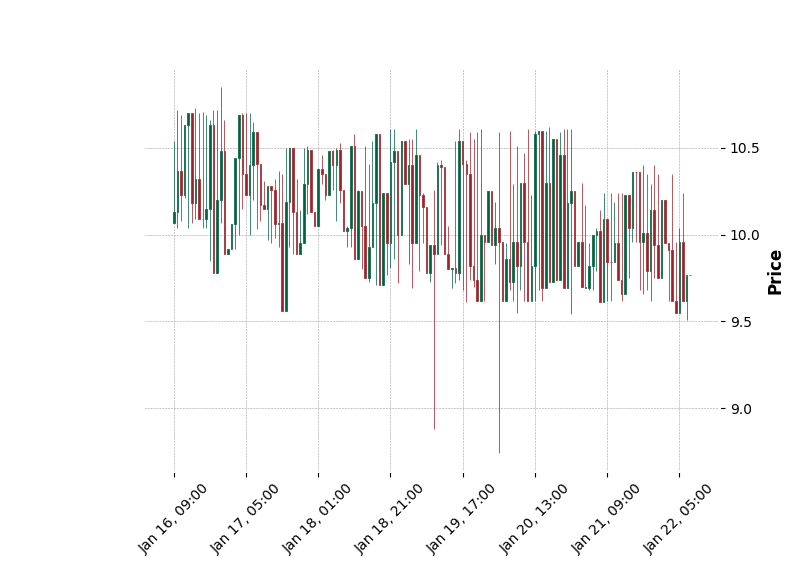 10.5
10.0
9.5
9.0
Price
Jan 16, 09:00
Jan 17, 05:00
Jan 18, 01:00
Jan 18, 21:00
Jan 19, 17:00
Jan 20, 13:00
Jan 21, 09:00
Jan 22, 05:00